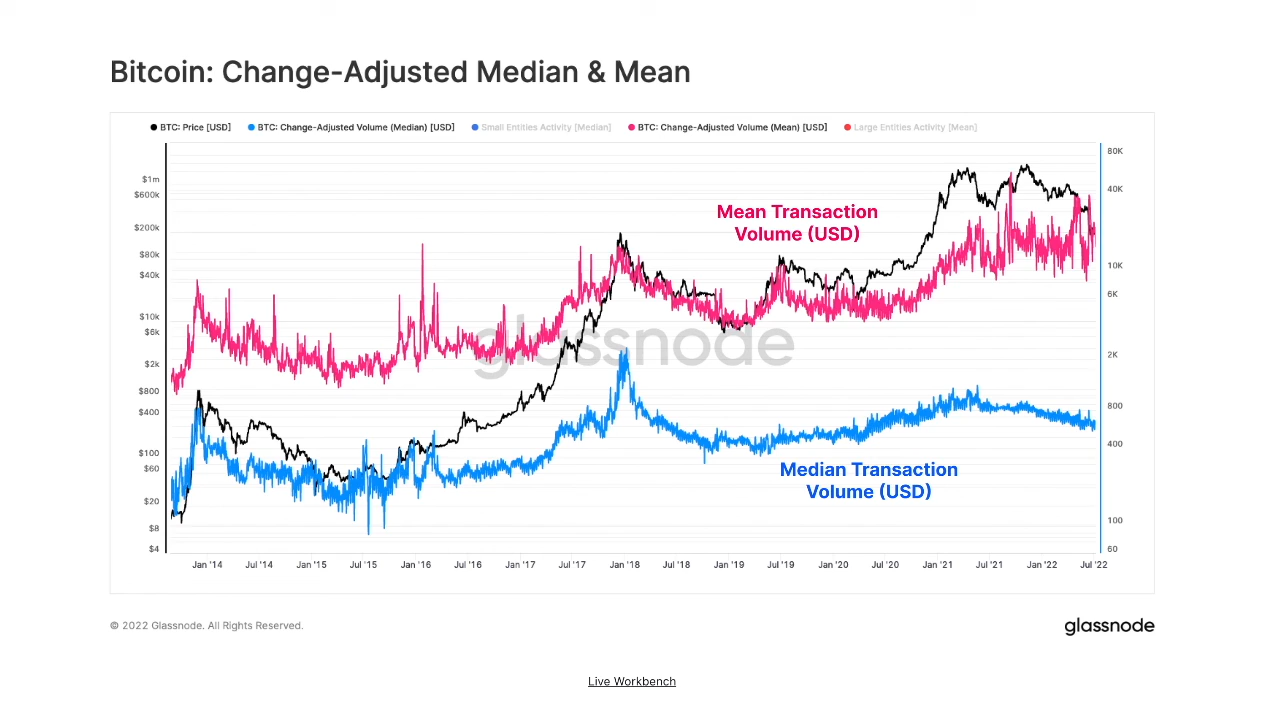 Bitcoin: Change-Adjusted Median & Mean
BTC: Price [USD] BTC: Change-Adjusted Volume (Median) [USD] Small Entities Activity [Median] BTC: Change-Adjusted Volume (Mean) [USD] Large Entities Activity [Mean]
$1m
$600k
$200k
$80k
$40k
$10k
$6k
$2k
$800
$400
$100
$60
$20
$8
$4
Mean Transaction
Volume (USD)
glassnode
Median Transaction
Volume (USD)
80K
40K
10K
6K
2K
800
400
100
60
Jan '14 Jul '14 Jan '15 Jul '15 Jan '16 Jul '16 Jan '17 Jul '17 Jan '18 Jul '18 Jan '19 Jul '19 Jan '20 Jul '20 Jan '21 Jul '21 Jan '22 Jul '22
© 2022 Glassnode. All Rights Reserved.
glassnode
Live Workbench